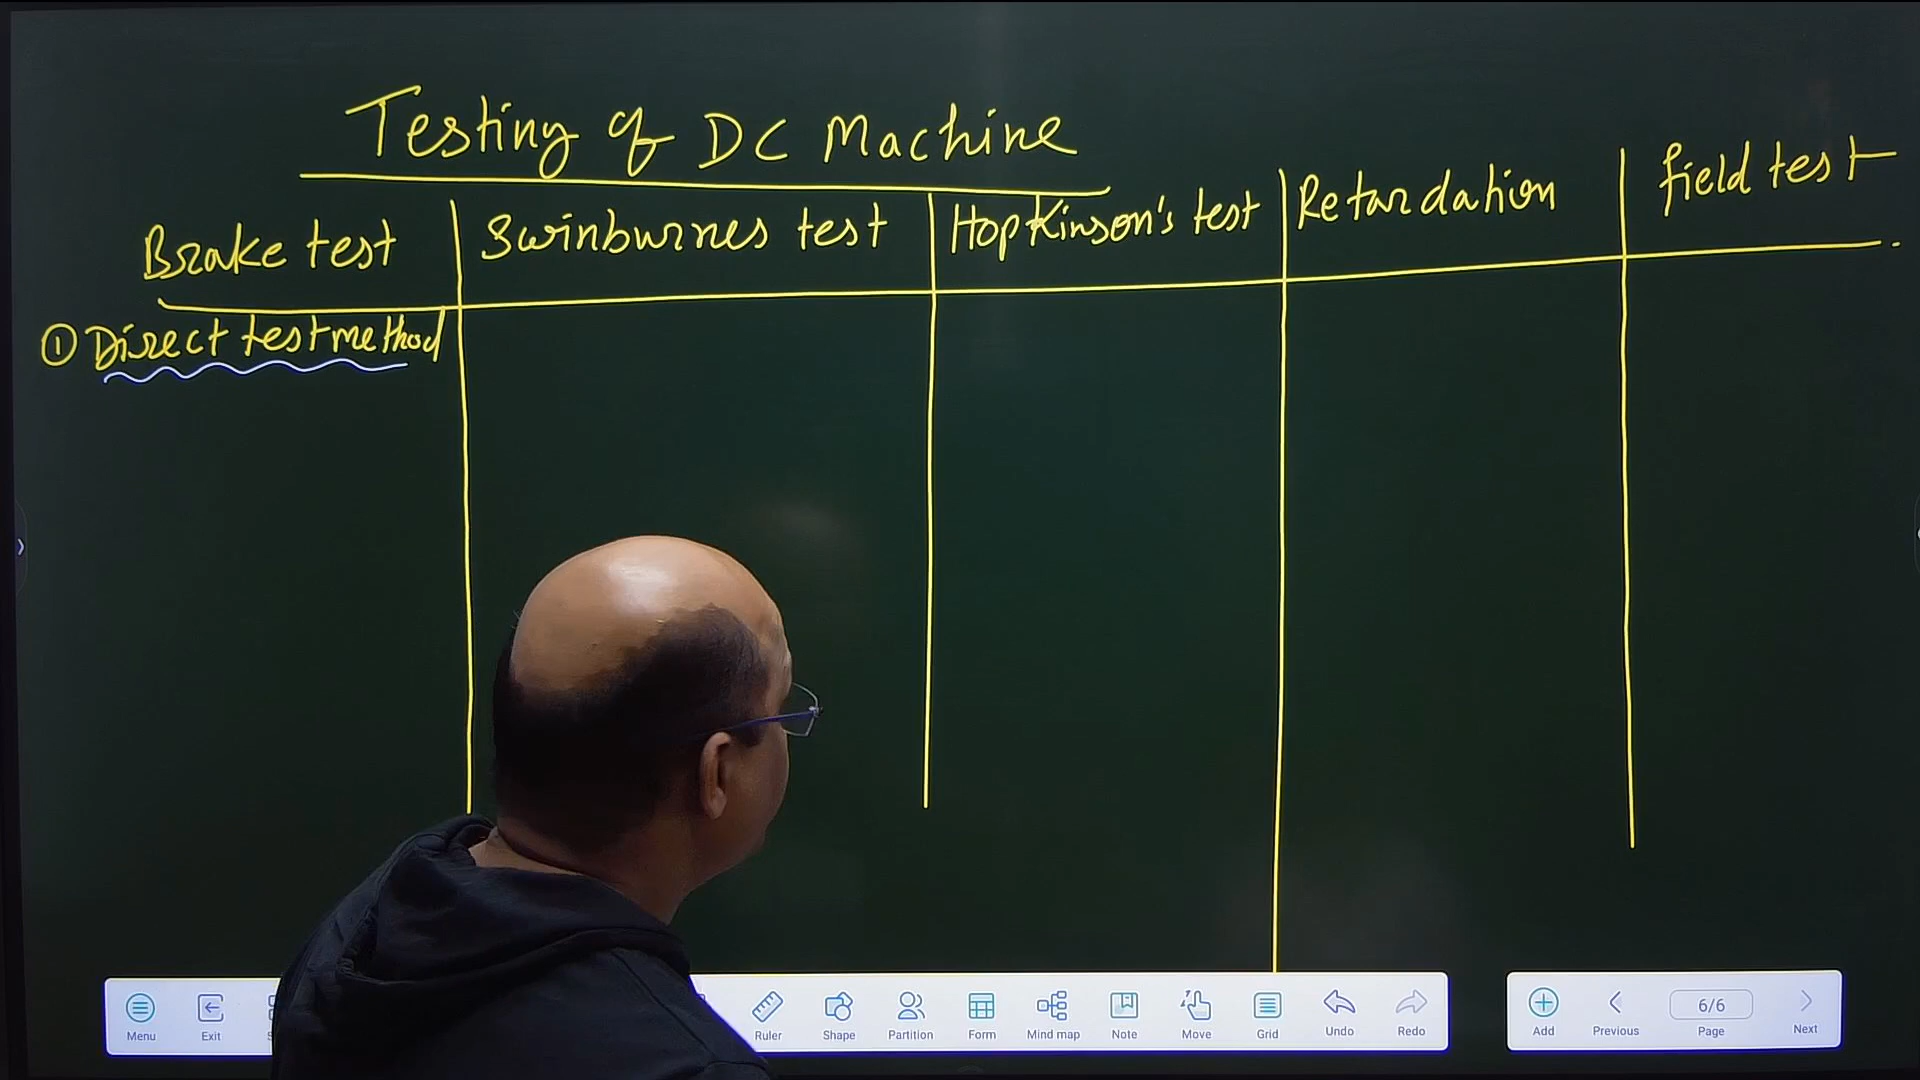 Testing of DC Machine
Brake test
Swinburnes test
Hopkinson's test
Retardation
field test
① Direct test method
Menu
Exit
Ruler
Shape
Partition
Form
Mind map
Note
Move
Grid
Undo
Redo
Add
Previous
6/6
Page
Next